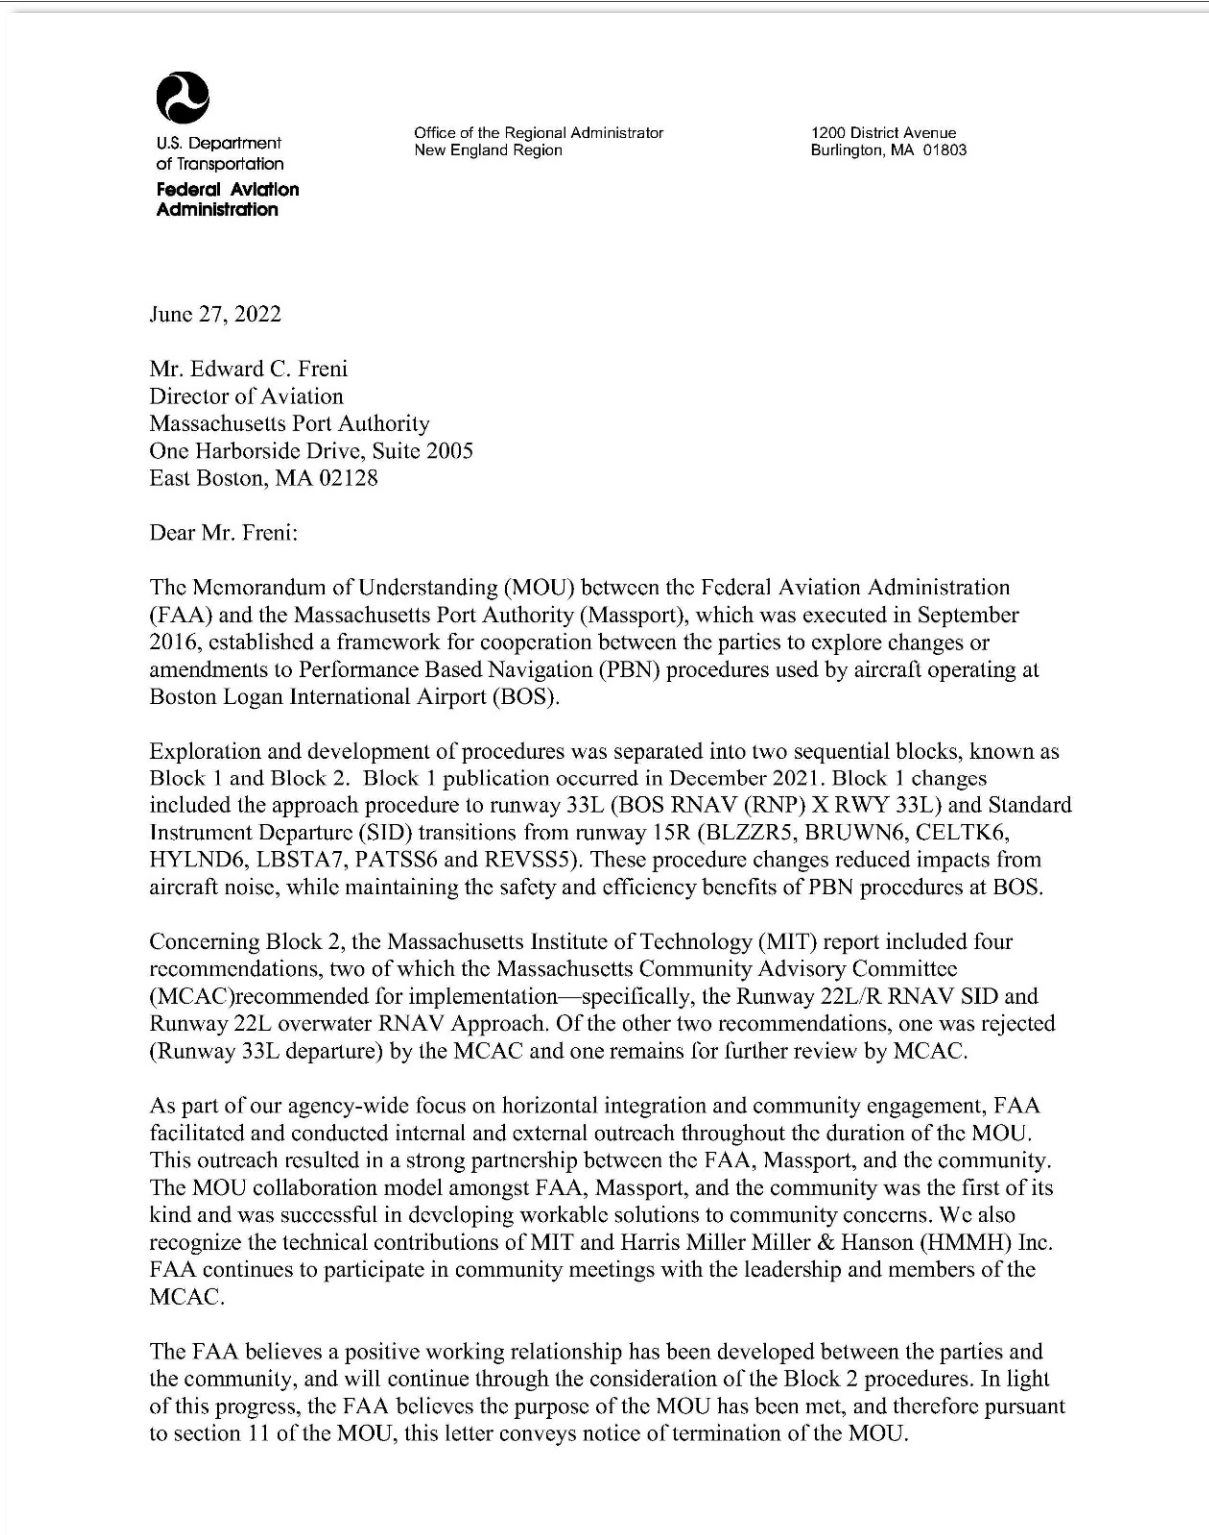 U.S. Department
of Transportation
Federal Aviation
Administration
Office of the Regional Administrator
New England Region
1200 District Avenue
Burlington, MA 01803
June 27, 2022
Mr. Edward C. Freni
Director of Aviation
Massachusetts Port Authority
One Harborside Drive, Suite 2005
East Boston, MA 02128
Dear Mr. Freni:
The Memorandum of Understanding (MOU) between the Federal Aviation Administration
(FAA) and the Massachusetts Port Authority (Massport), which was executed in September
2016, established a framework for cooperation between the parties to explore changes or
amendments to Performance Based Navigation (PBN) procedures used by aircraft operating at
Boston Logan International Airport (BOS).
Exploration and development of procedures was separated into two sequential blocks, known as
Block 1 and Block 2.  Block 1 publication occurred in December 2021. Block 1 changes
included the approach procedure to runway 33L (BOS RNAV (RNP) X RWY 33L) and Standard
Instrument Departure (SID) transitions from runway 15R (BLZZR5, BRUWN6, CELTK6,
HYLND6, LBSTA7, PATSS6 and REVSS5). These procedure changes reduced impacts from
aircraft noise, while maintaining the safety and efficiency benefits of PBN procedures at BOS.
Concerning Block 2, the Massachusetts Institute of Technology (MIT) report included four
recommendations, two of which the Massachusetts Community Advisory Committee
(MCAC)recommended for implementation—specifically, the Runway 22L/R RNAV SID and
Runway 22L overwater RNAV Approach. Of the other two recommendations, one was rejected
(Runway 33L departure) by the MCAC and one remains for further review by MCAC.
As part of our agency-wide focus on horizontal integration and community engagement, FAA
facilitated and conducted internal and external outreach throughout the duration of the MOU.
This outreach resulted in a strong partnership between the FAA, Massport, and the community.
The MOU collaboration model amongst FAA, Massport, and the community was the first of its
kind and was successful in developing workable solutions to community concerns. We also
recognize the technical contributions of MIT and Harris Miller Miller & Hanson (HMMH) Inc.
FAA continues to participate in community meetings with the leadership and members of the
MCAC.
The FAA believes a positive working relationship has been developed between the parties and
the community, and will continue through the consideration of the Block 2 procedures. In light
of this progress, the FAA believes the purpose of the MOU has been met, and therefore pursuant
to section 11 of the MOU, this letter conveys notice of termination of the MOU.